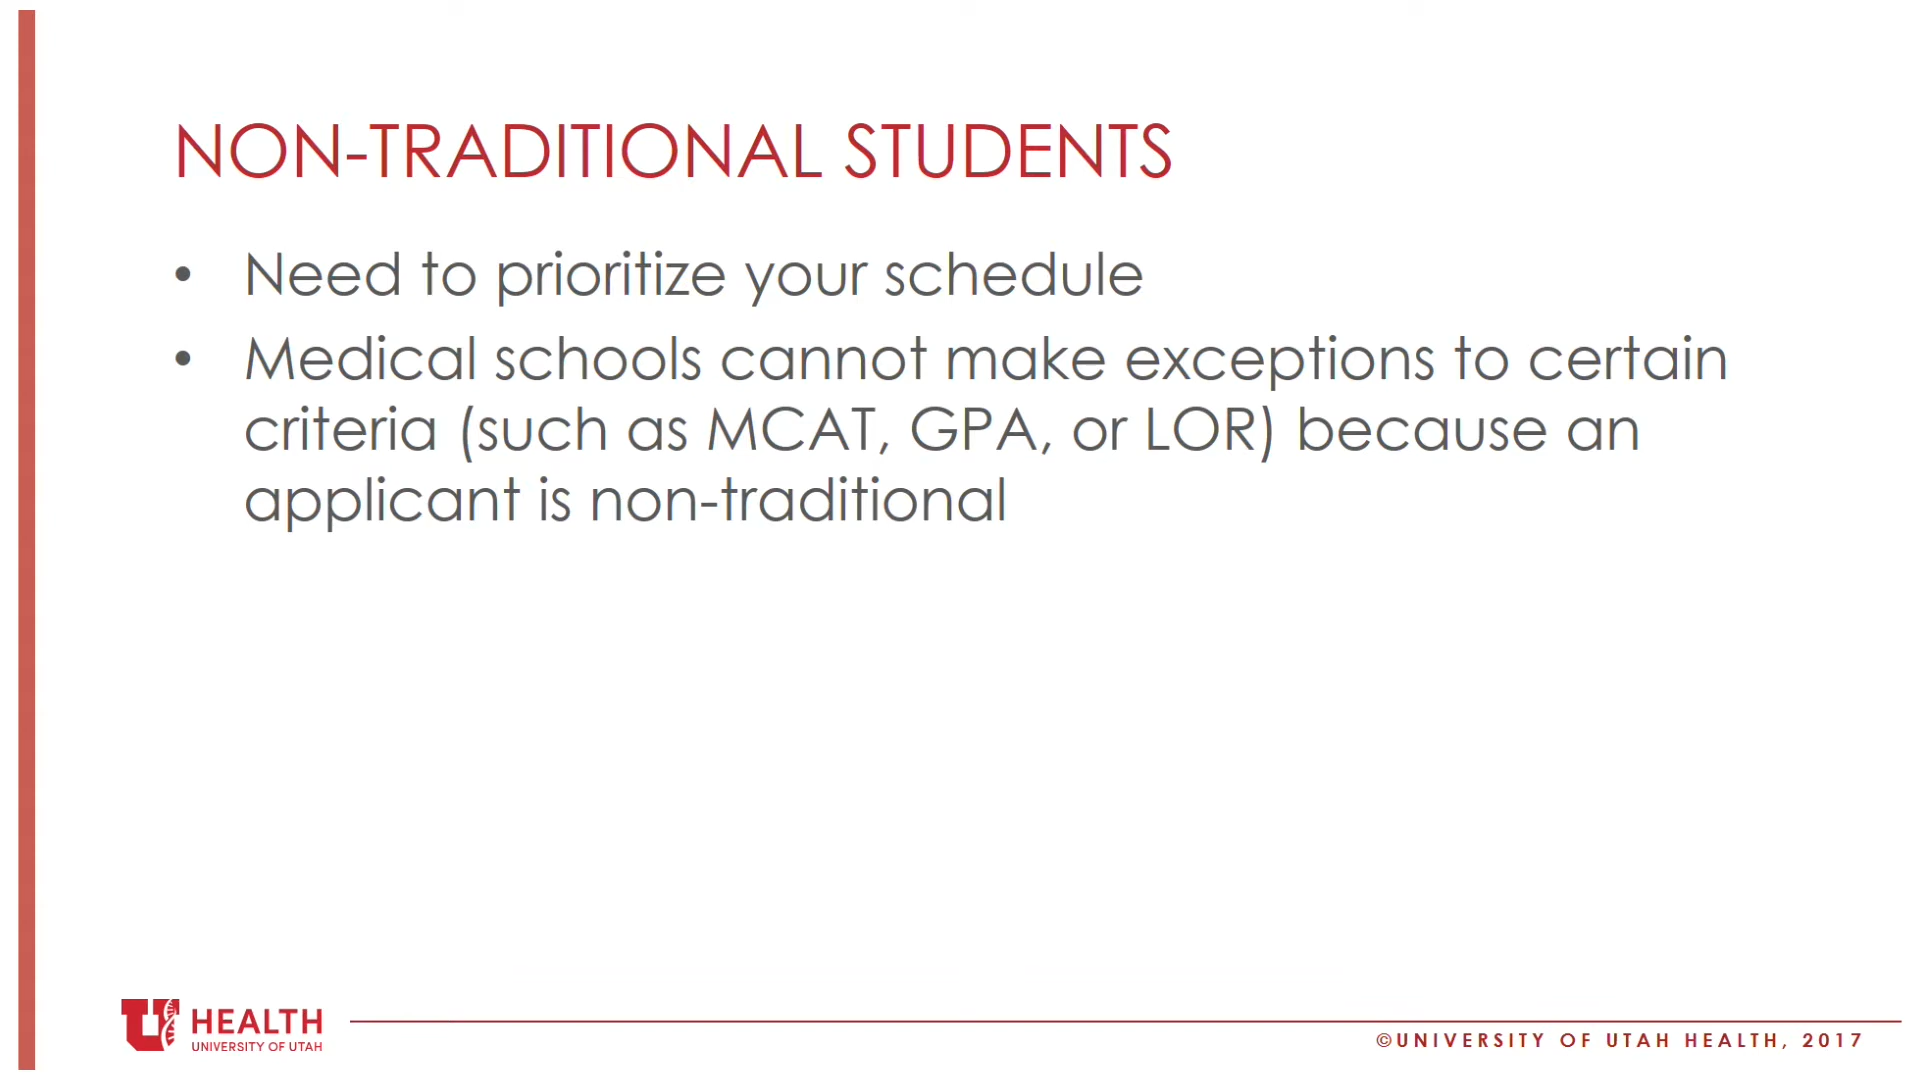 NON-TRADITIONAL STUDENTS
• Need to prioritize your schedule
• Medical schools cannot make exceptions to certain
criteria (such as MCAT, GPA, or LOR) because an
applicant is non-traditional
U HEALTH
UNIVERSITY OF UTAH
©UNIVERSITY OF UTAH HEALTH, 2017